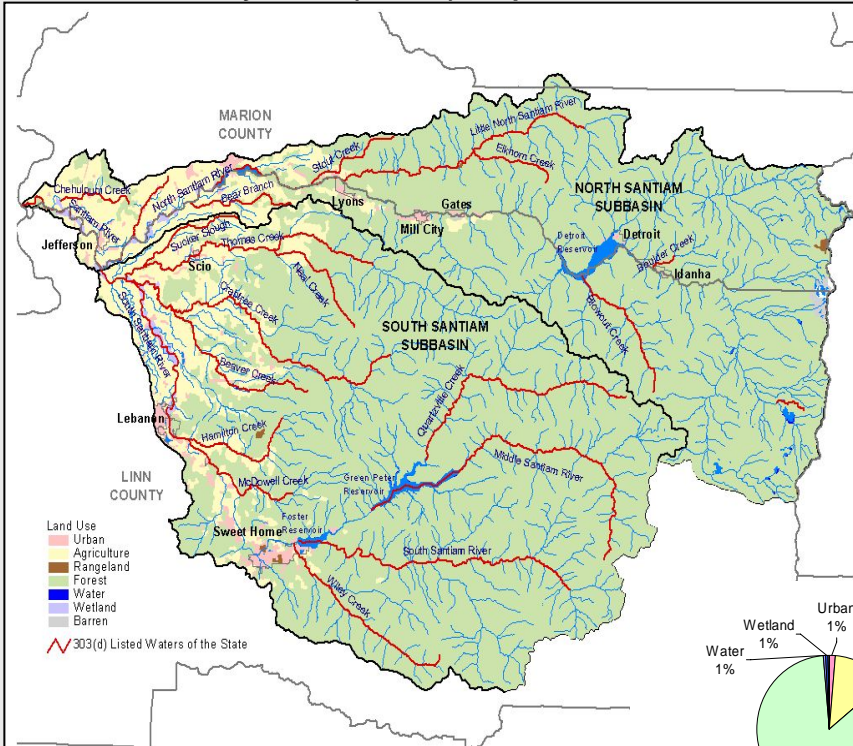 MARION
COUNTY
Little North Santiam River
Stout Creek
Elkhorn Creek
Chehulpum Creek
North Santiam River
Bear Branch
NORTH SANTIAM
SUBBASIN
Lyons
Gates
Santiam River
Mill City
Detroit
Reservoir
Detroit
Jefferson
Sucker Slough
Thomas Creek
Boulder Creek
Scio
Idanha
Neal Creek
Crabtree Creek
Blowout Creek
South Santiam River
SOUTH SANTIAM
SUBBASIN
Beaver Creek
Quartzville Creek
Lebanon
Hamilton Creek
Middle Santiam River
LINN
COUNTY
McDowell Creek
Green Peter
Reservoir
Foster
Reservoir
Sweet Home
South Santiam River
Wiley Creek
Land Use
Urban
Agriculture
Rangeland
Forest
Water
Wetland
Barren
303(d) Listed Waters of the State
Urban
1%
Wetland
1%
Water
1%